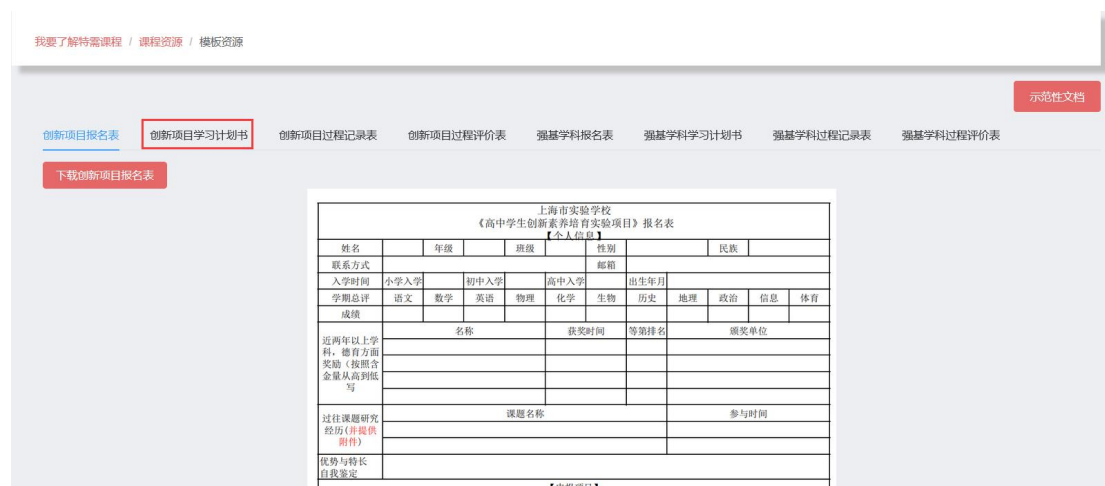 我要了解特需课程 / 课程资源 / 模板资源
示范性文档
创新项目报名表 创新项目学习计划书 创新项目过程记录表 创新项目过程评价表 强基学科报名表 强基学科学习计划书 强基学科过程记录表 强基学科过程评价表
下载创新项目报名表
上海市实验学校
《高中学生创新素养培育实验项目》报名表
【个人信息】
姓名 年级 班级 性别 民族
联系方式 邮箱
入学时间 小学入学 初中入学 高中入学 出生年月
学期总评 语文 数学 英语 物理 化学 生物 历史 地理 政治 信息 体育
成绩
名称 获奖时间 等第排名 颁奖单位
近两年以上学
科，德育方面
奖励（按照含
金量从高到低
写
课题名称 参与时间
过往课题研究
经历(并提供
附件)
优势与特长
自我鉴定